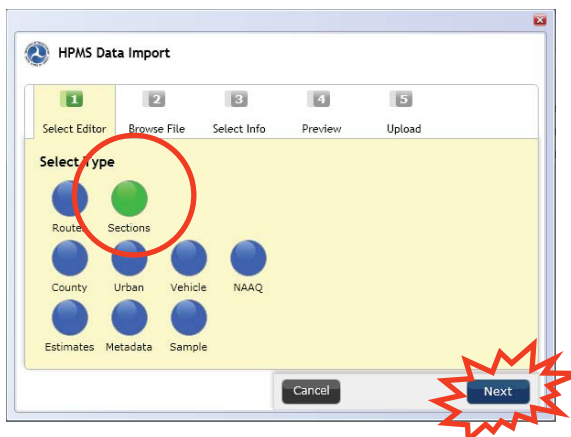 HPMS Data Import
1 2 3 4 5
Select Editor Browse File Select Info Preview Upload
Select Type
Routes Sections
County Urban Vehicle NAAQ
Estimates Metadata Sample
Cancel Next